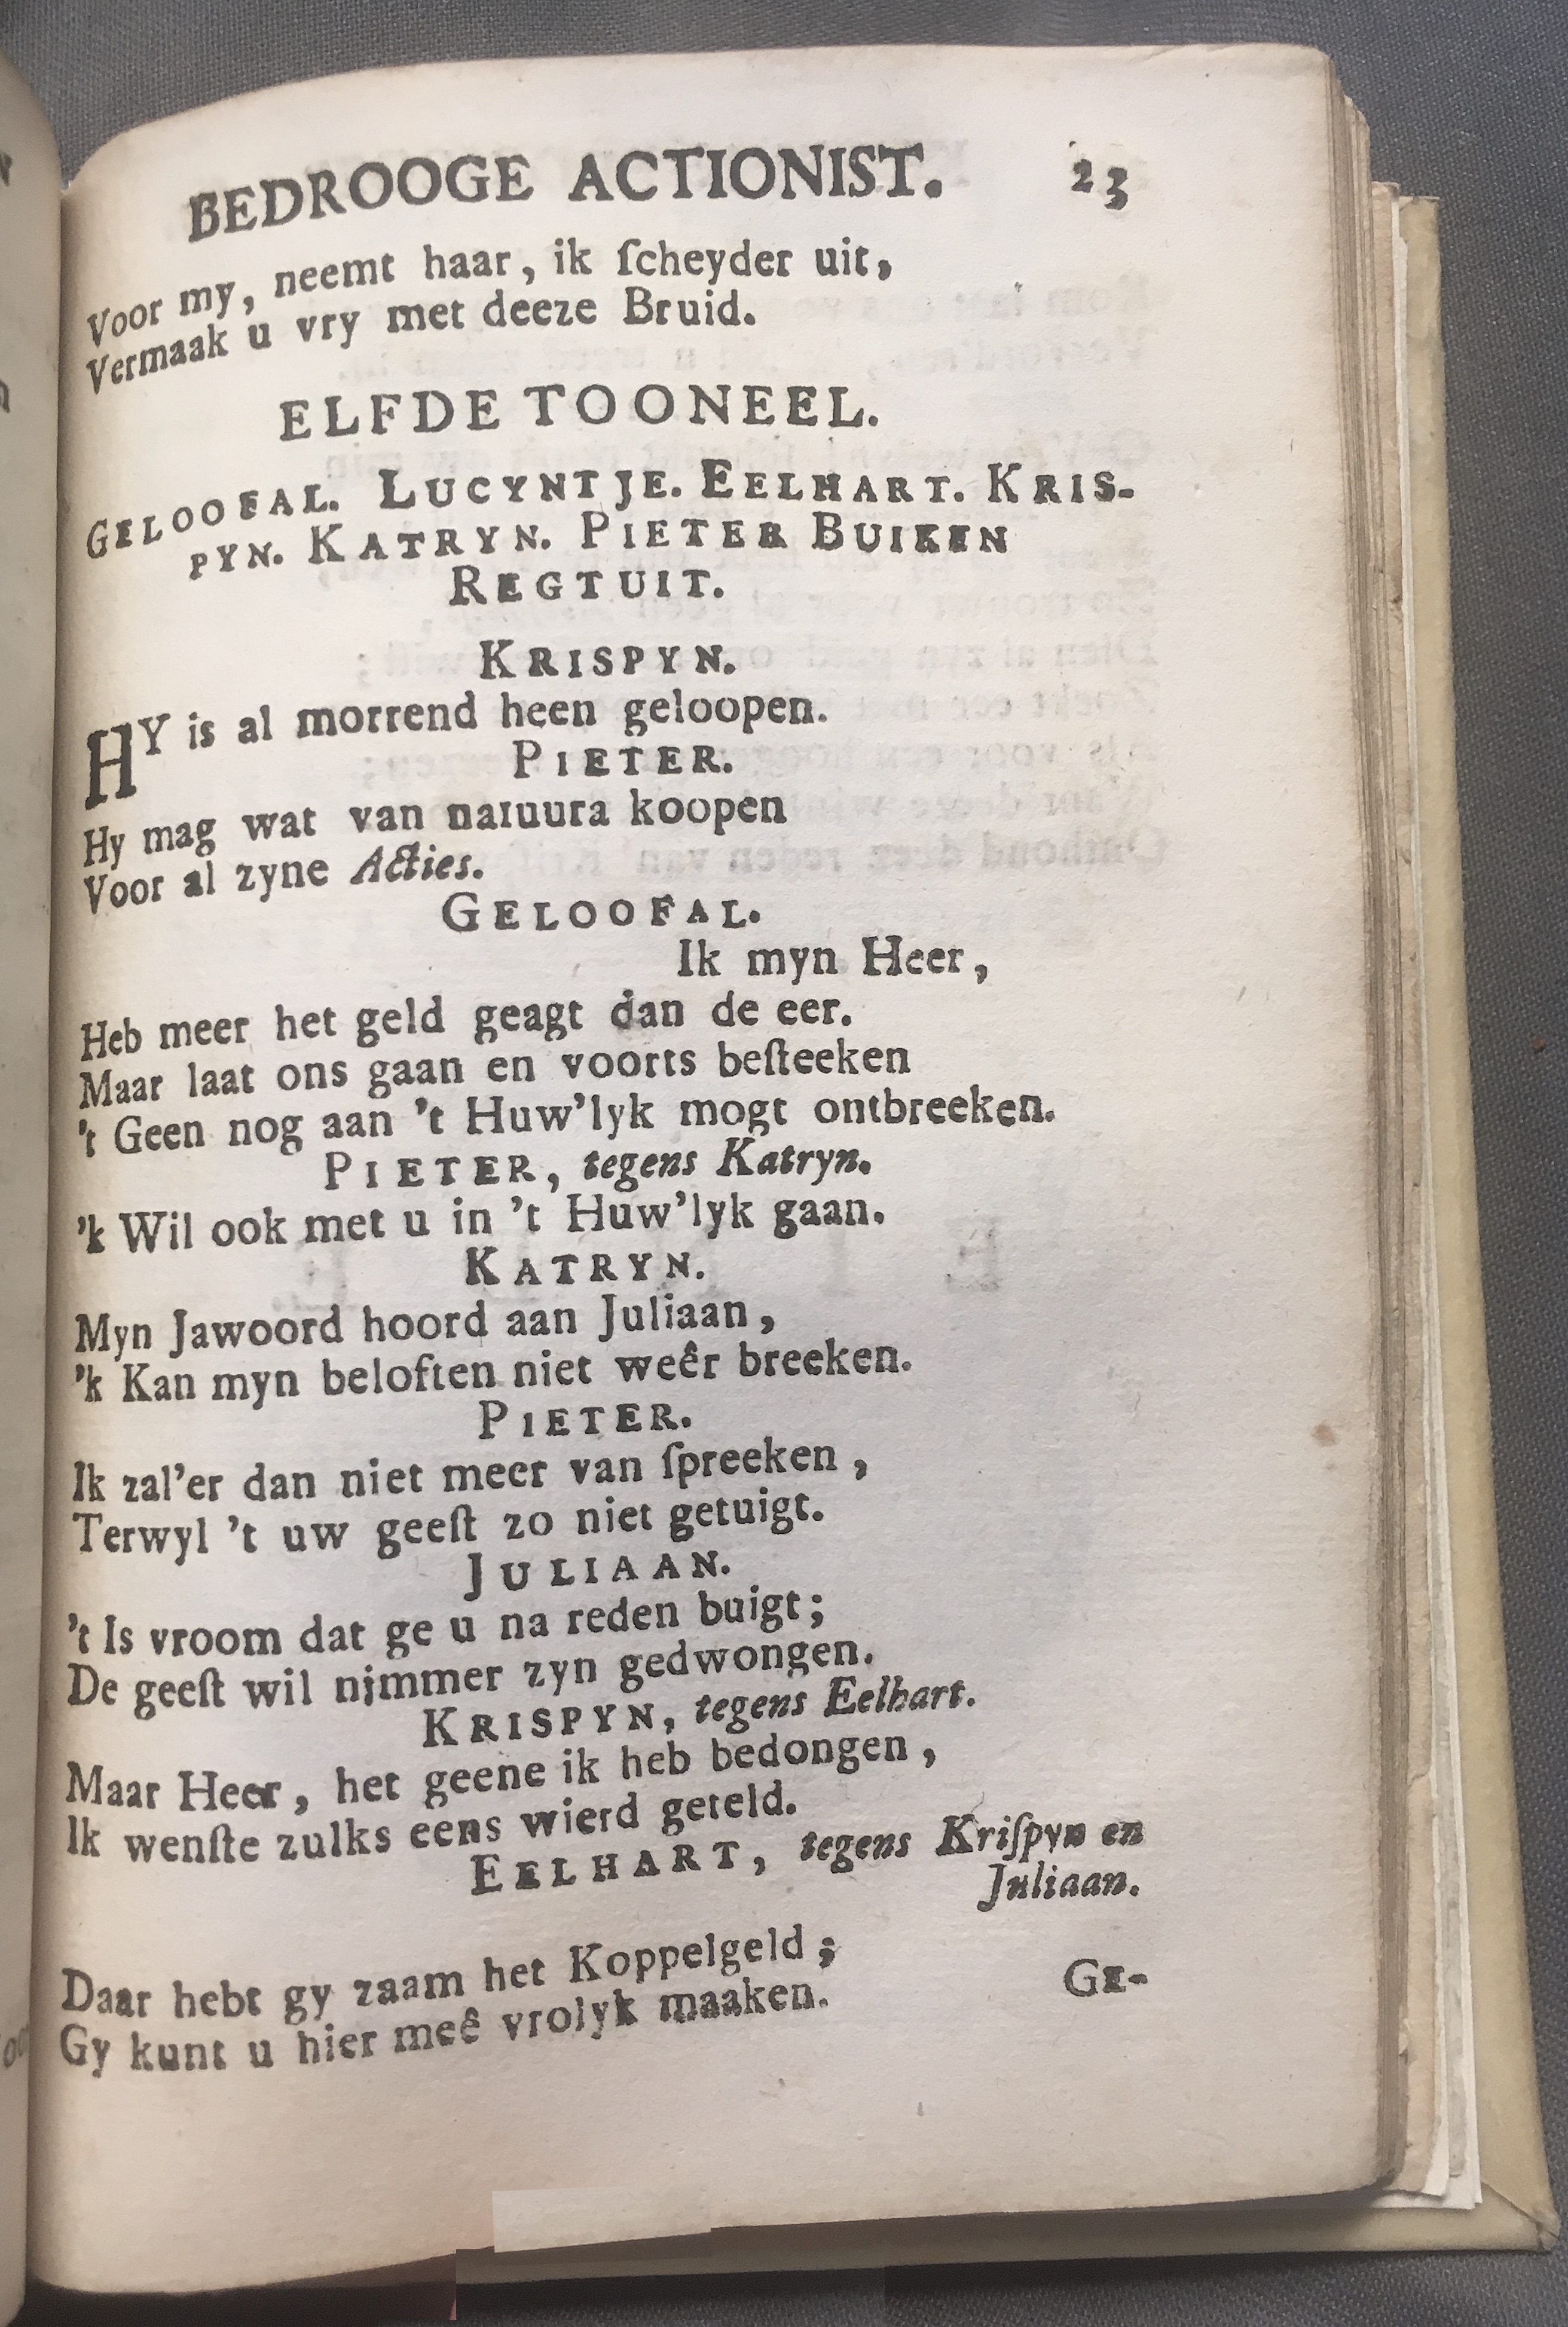 BEDROOGE ACTIONIST. 23
Voor my, neemt haar, ik ſcheyder uit,
Vermaak u vry met deeze Bruid.
ELFDE TOONEEL.
GELOOFAL. LUCYNTJE. EELHART. KRIS-
PYN. KATRYN. PIETER BUIKEN
REGTUIT.
KRISPYN.
HY is al morrend heen geloopen.
PIETER.
Hy mag wat van natuura koopen
Voor al zyne Acties.
GELOOFAL.
Ik myn Heer,
Heb meer het geld geagt dan de eer.
Maar laat ons gaan en voorts beſteeken
't Geen nog aan 't Huw'lyk mogt ontbreeken.
PIETER, tegens Katryn.
'k Wil ook met u in 't Huw'lyk gaan.
KATRYN.
Myn Jawoord hoord aan Juliaan,
'k Kan myn beloften niet weêr breeken.
PIETER.
Ik zal'er dan niet meer van ſpreeken,
Terwyl 't uw geeſt zo niet getuigt.
JULIAAN.
't Is vroom dat ge u na reden buigt;
De geeſt wil nimmer zyn gedwongen.
KRISPYN, tegens Eelhart.
Maar Heer, het geene ik heb bedongen,
Ik wenſte zulks eens wierd geteld.
EELHART, tegens Kriſpyn en
Juliaan.
Daar hebt gy zaam het Koppelgeld;
Gy kunt u hier meê vrolyk maaken.
GE-